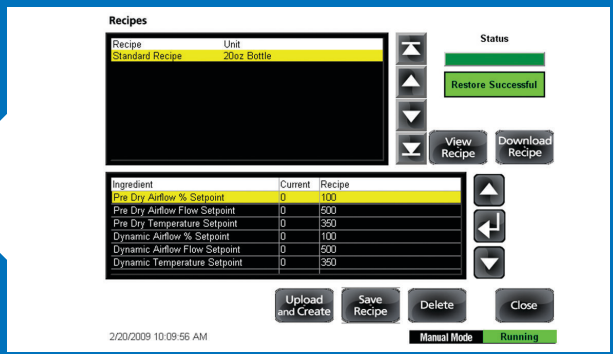 Recipes
Recipe Unit
Standard Recipe 20oz Bottle
Status
Restore Successful
View Recipe
Download Recipe
Ingredient Current Recipe
Pre Dry Airflow % Setpoint 0 100
Pre Dry Airflow Flow Setpoint 0 500
Pre Dry Temperature Setpoint 0 350
Dynamic Airflow % Setpoint 0 100
Dynamic Airflow Flow Setpoint 0 500
Dynamic Temperature Setpoint 0 350
Upload and Create
Save Recipe
Delete
Close
2/20/2009 10:09:56 AM
Manual Mode Running